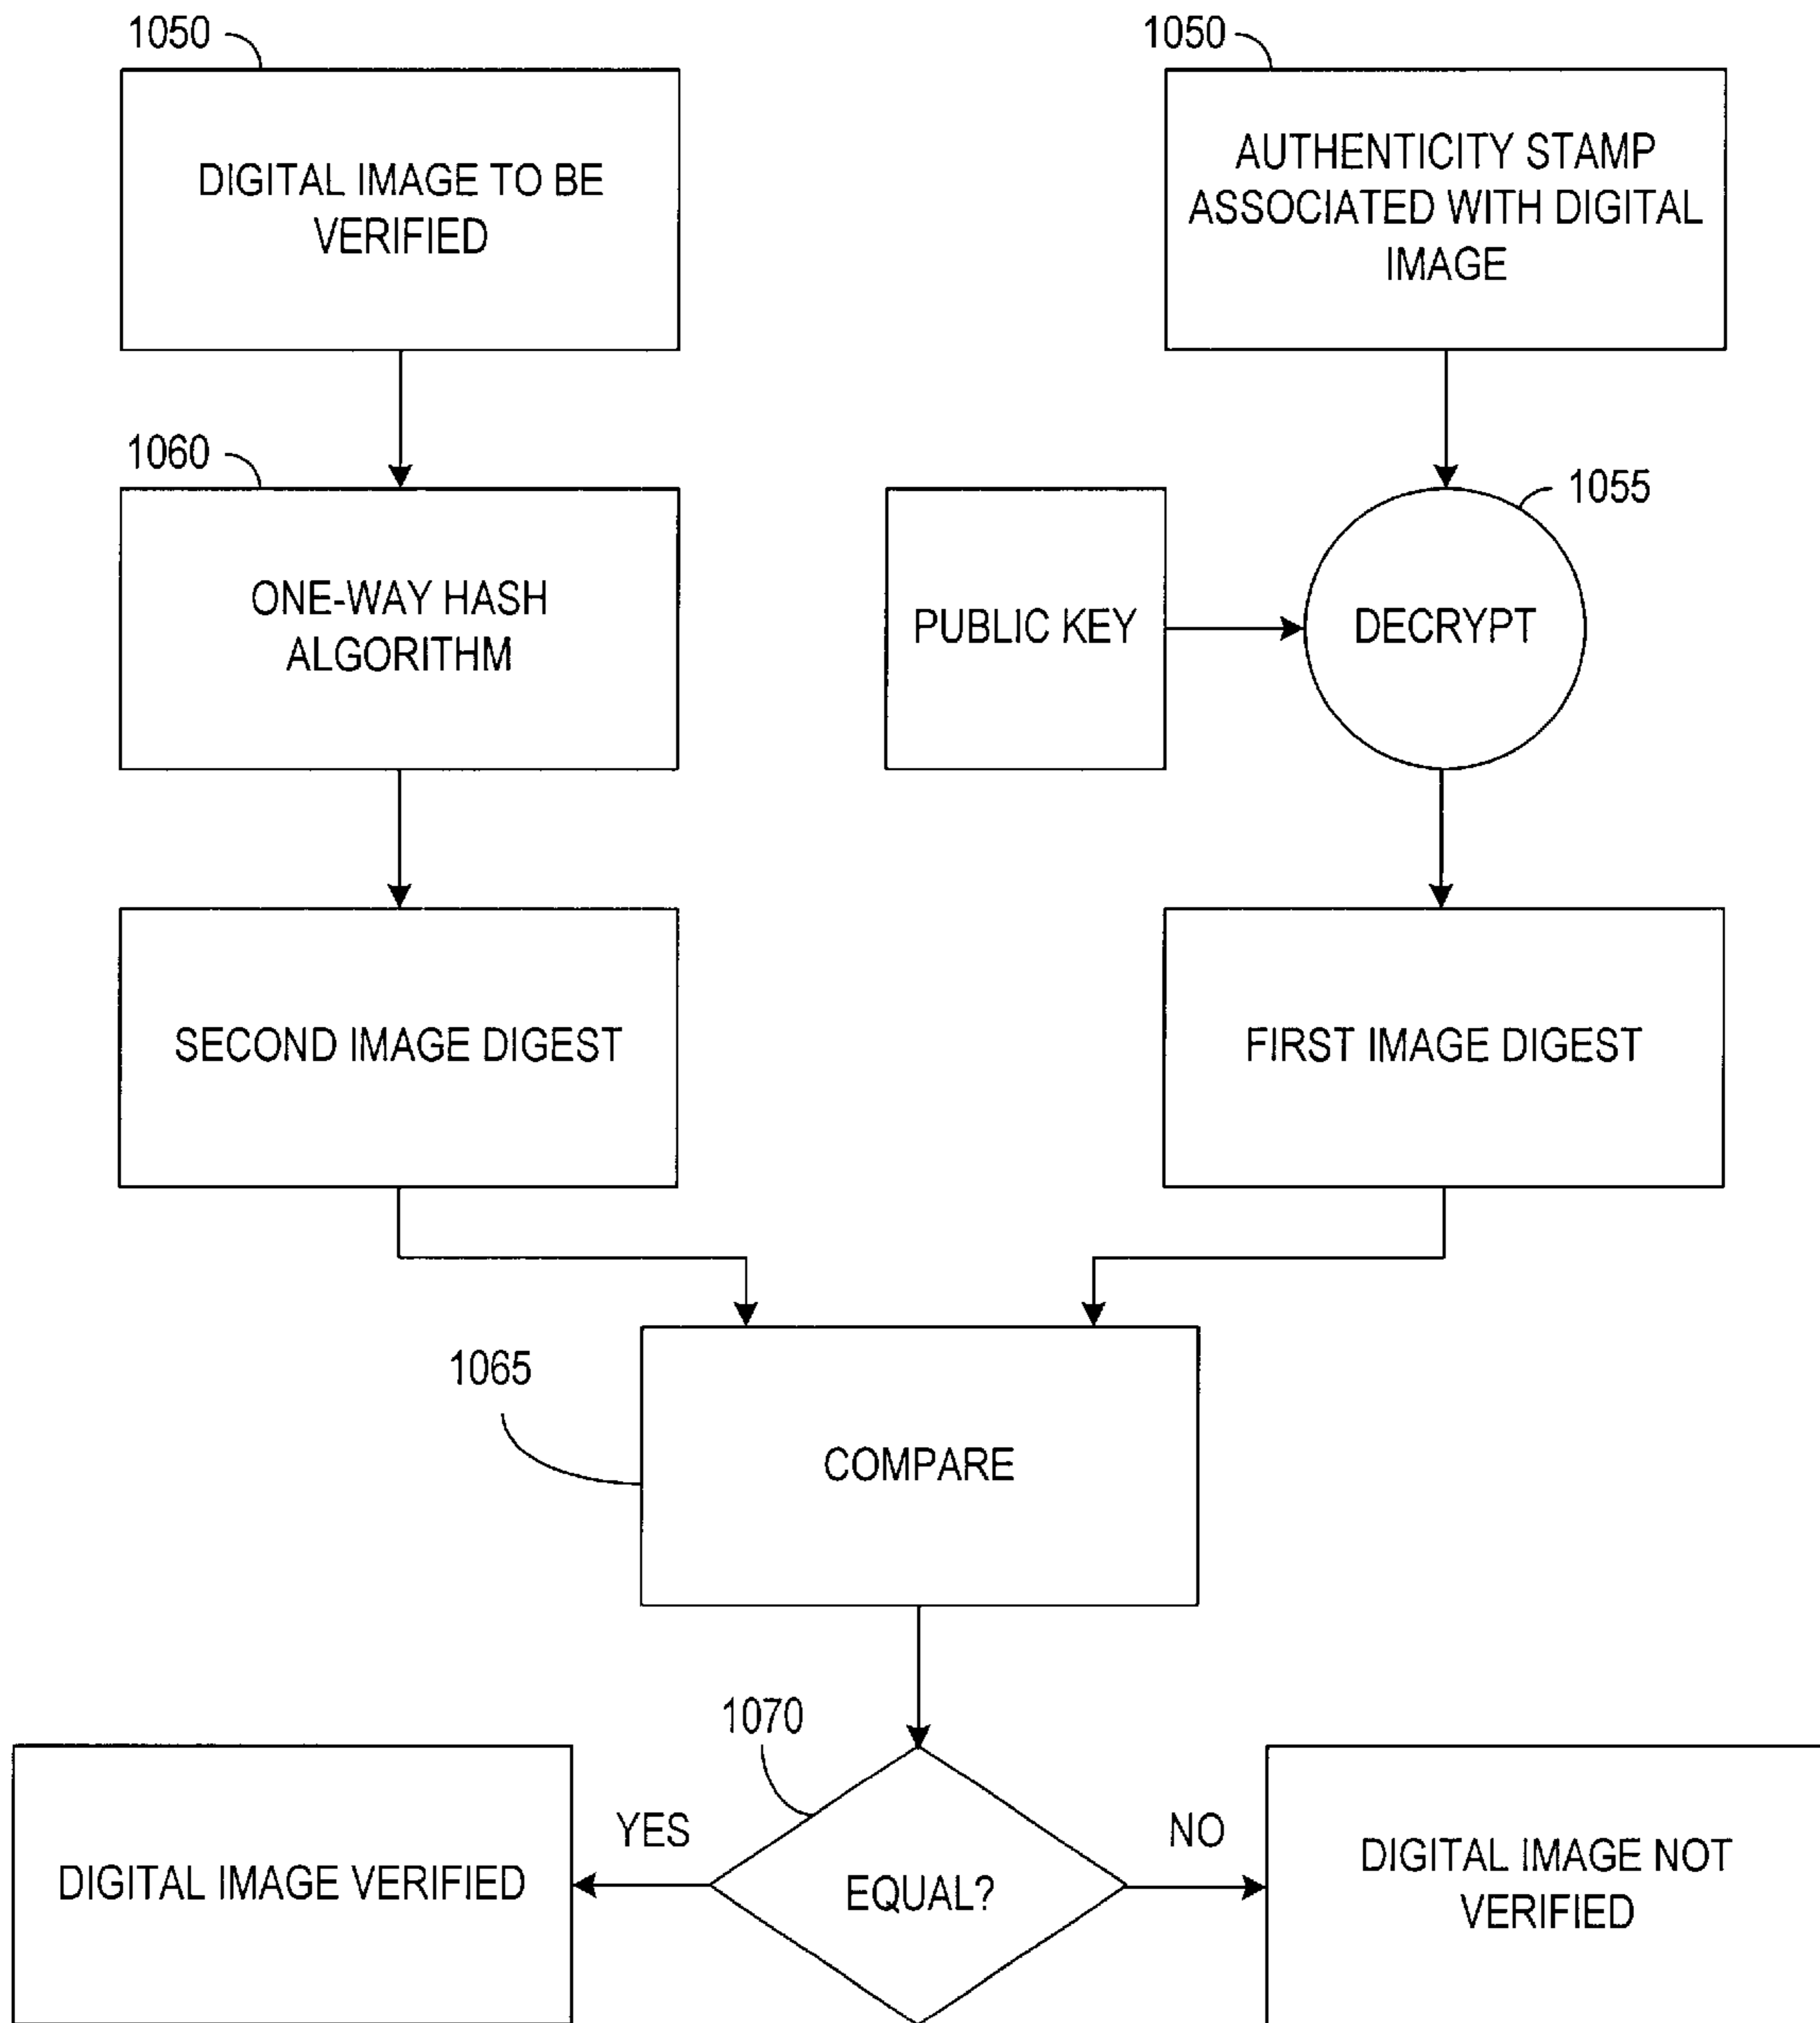 1050
1050
DIGITAL IMAGE TO BE
VERIFIED
AUTHENTICITY STAMP
ASSOCIATED WITH DIGITAL
IMAGE
1060
1055
ONE-WAY HASH
ALGORITHM
PUBLIC KEY
DECRYPT
SECOND IMAGE DIGEST
FIRST IMAGE DIGEST
1065
COMPARE
1070
YES
NO
DIGITAL IMAGE VERIFIED
EQUAL?
DIGITAL IMAGE NOT
VERIFIED